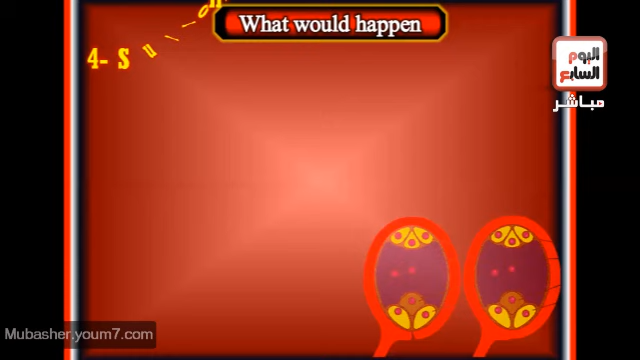 What would happen
4- S
اليوم
السابع
مباشر
Mubasher.youm7.com